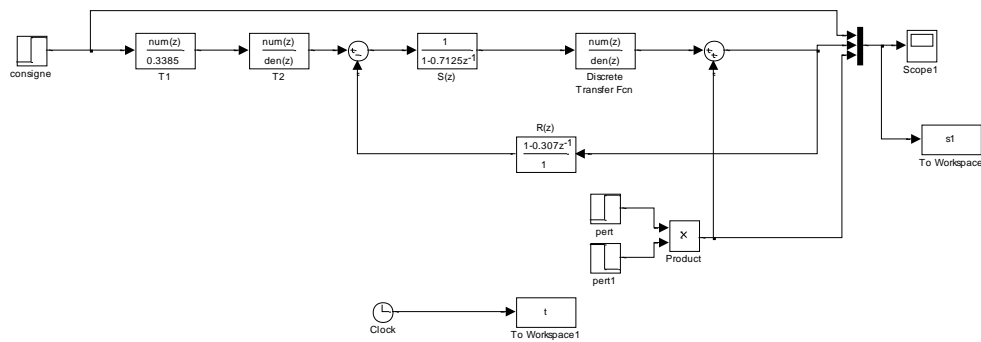 consigne
num(z)
0.3385
T1
num(z)
den(z)
T2
1
1-0.7125z-1
S(z)
num(z)
den(z)
Discrete
Transfer Fcn
Scope1
s1
To Workspace
R(z)
1-0.307z-1
1
pert
pert1
×
Product
Clock
t
To Workspace1